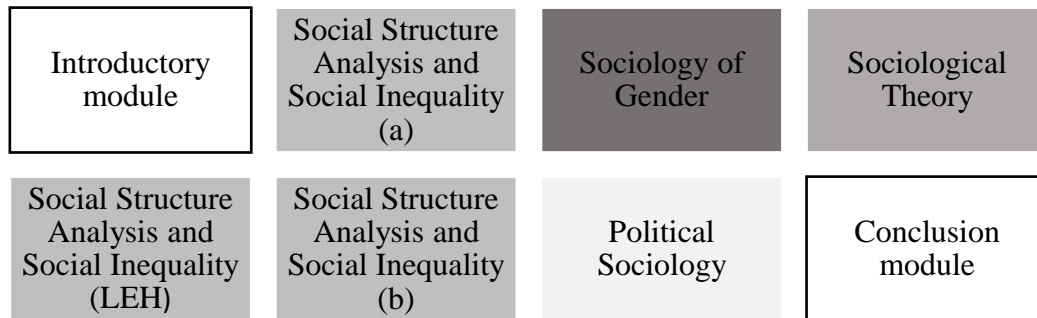 Introductory
module
Social Structure
Analysis and
Social Inequality
(a)
Sociology of
Gender
Sociological
Theory
Social Structure
Analysis and
Social Inequality
(LEH)
Social Structure
Analysis and
Social Inequality
(b)
Political
Sociology
Conclusion
module